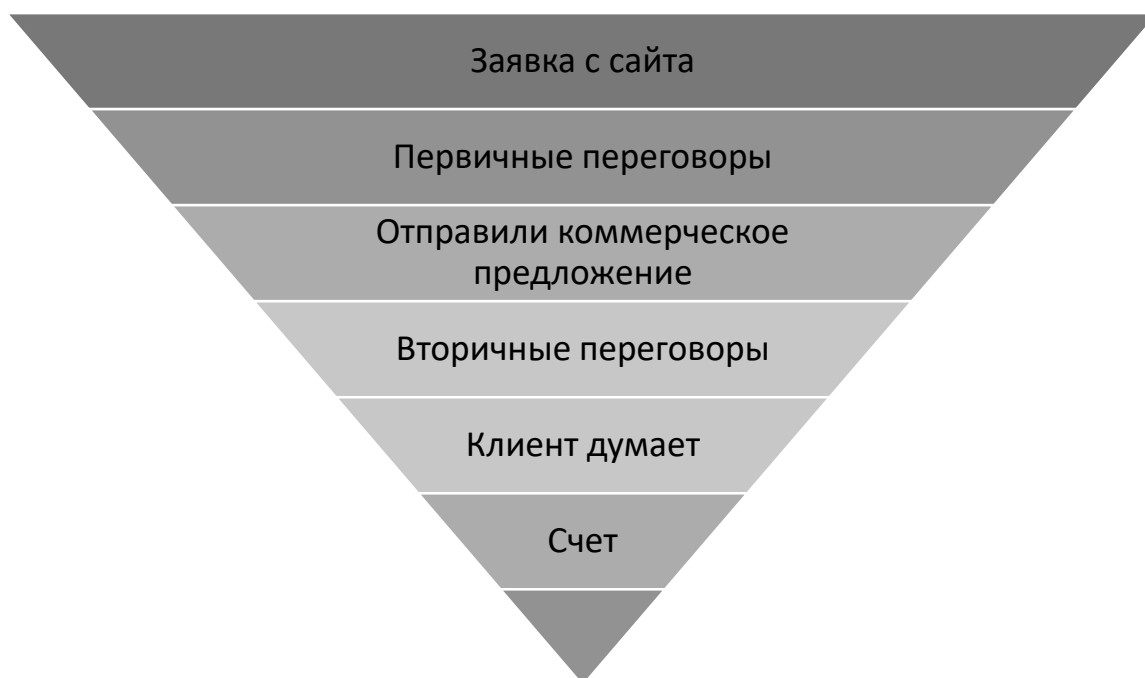 Заявка с сайта
Первичные переговоры
Отправили коммерческое
предложение
Вторичные переговоры
Клиент думает
Счет